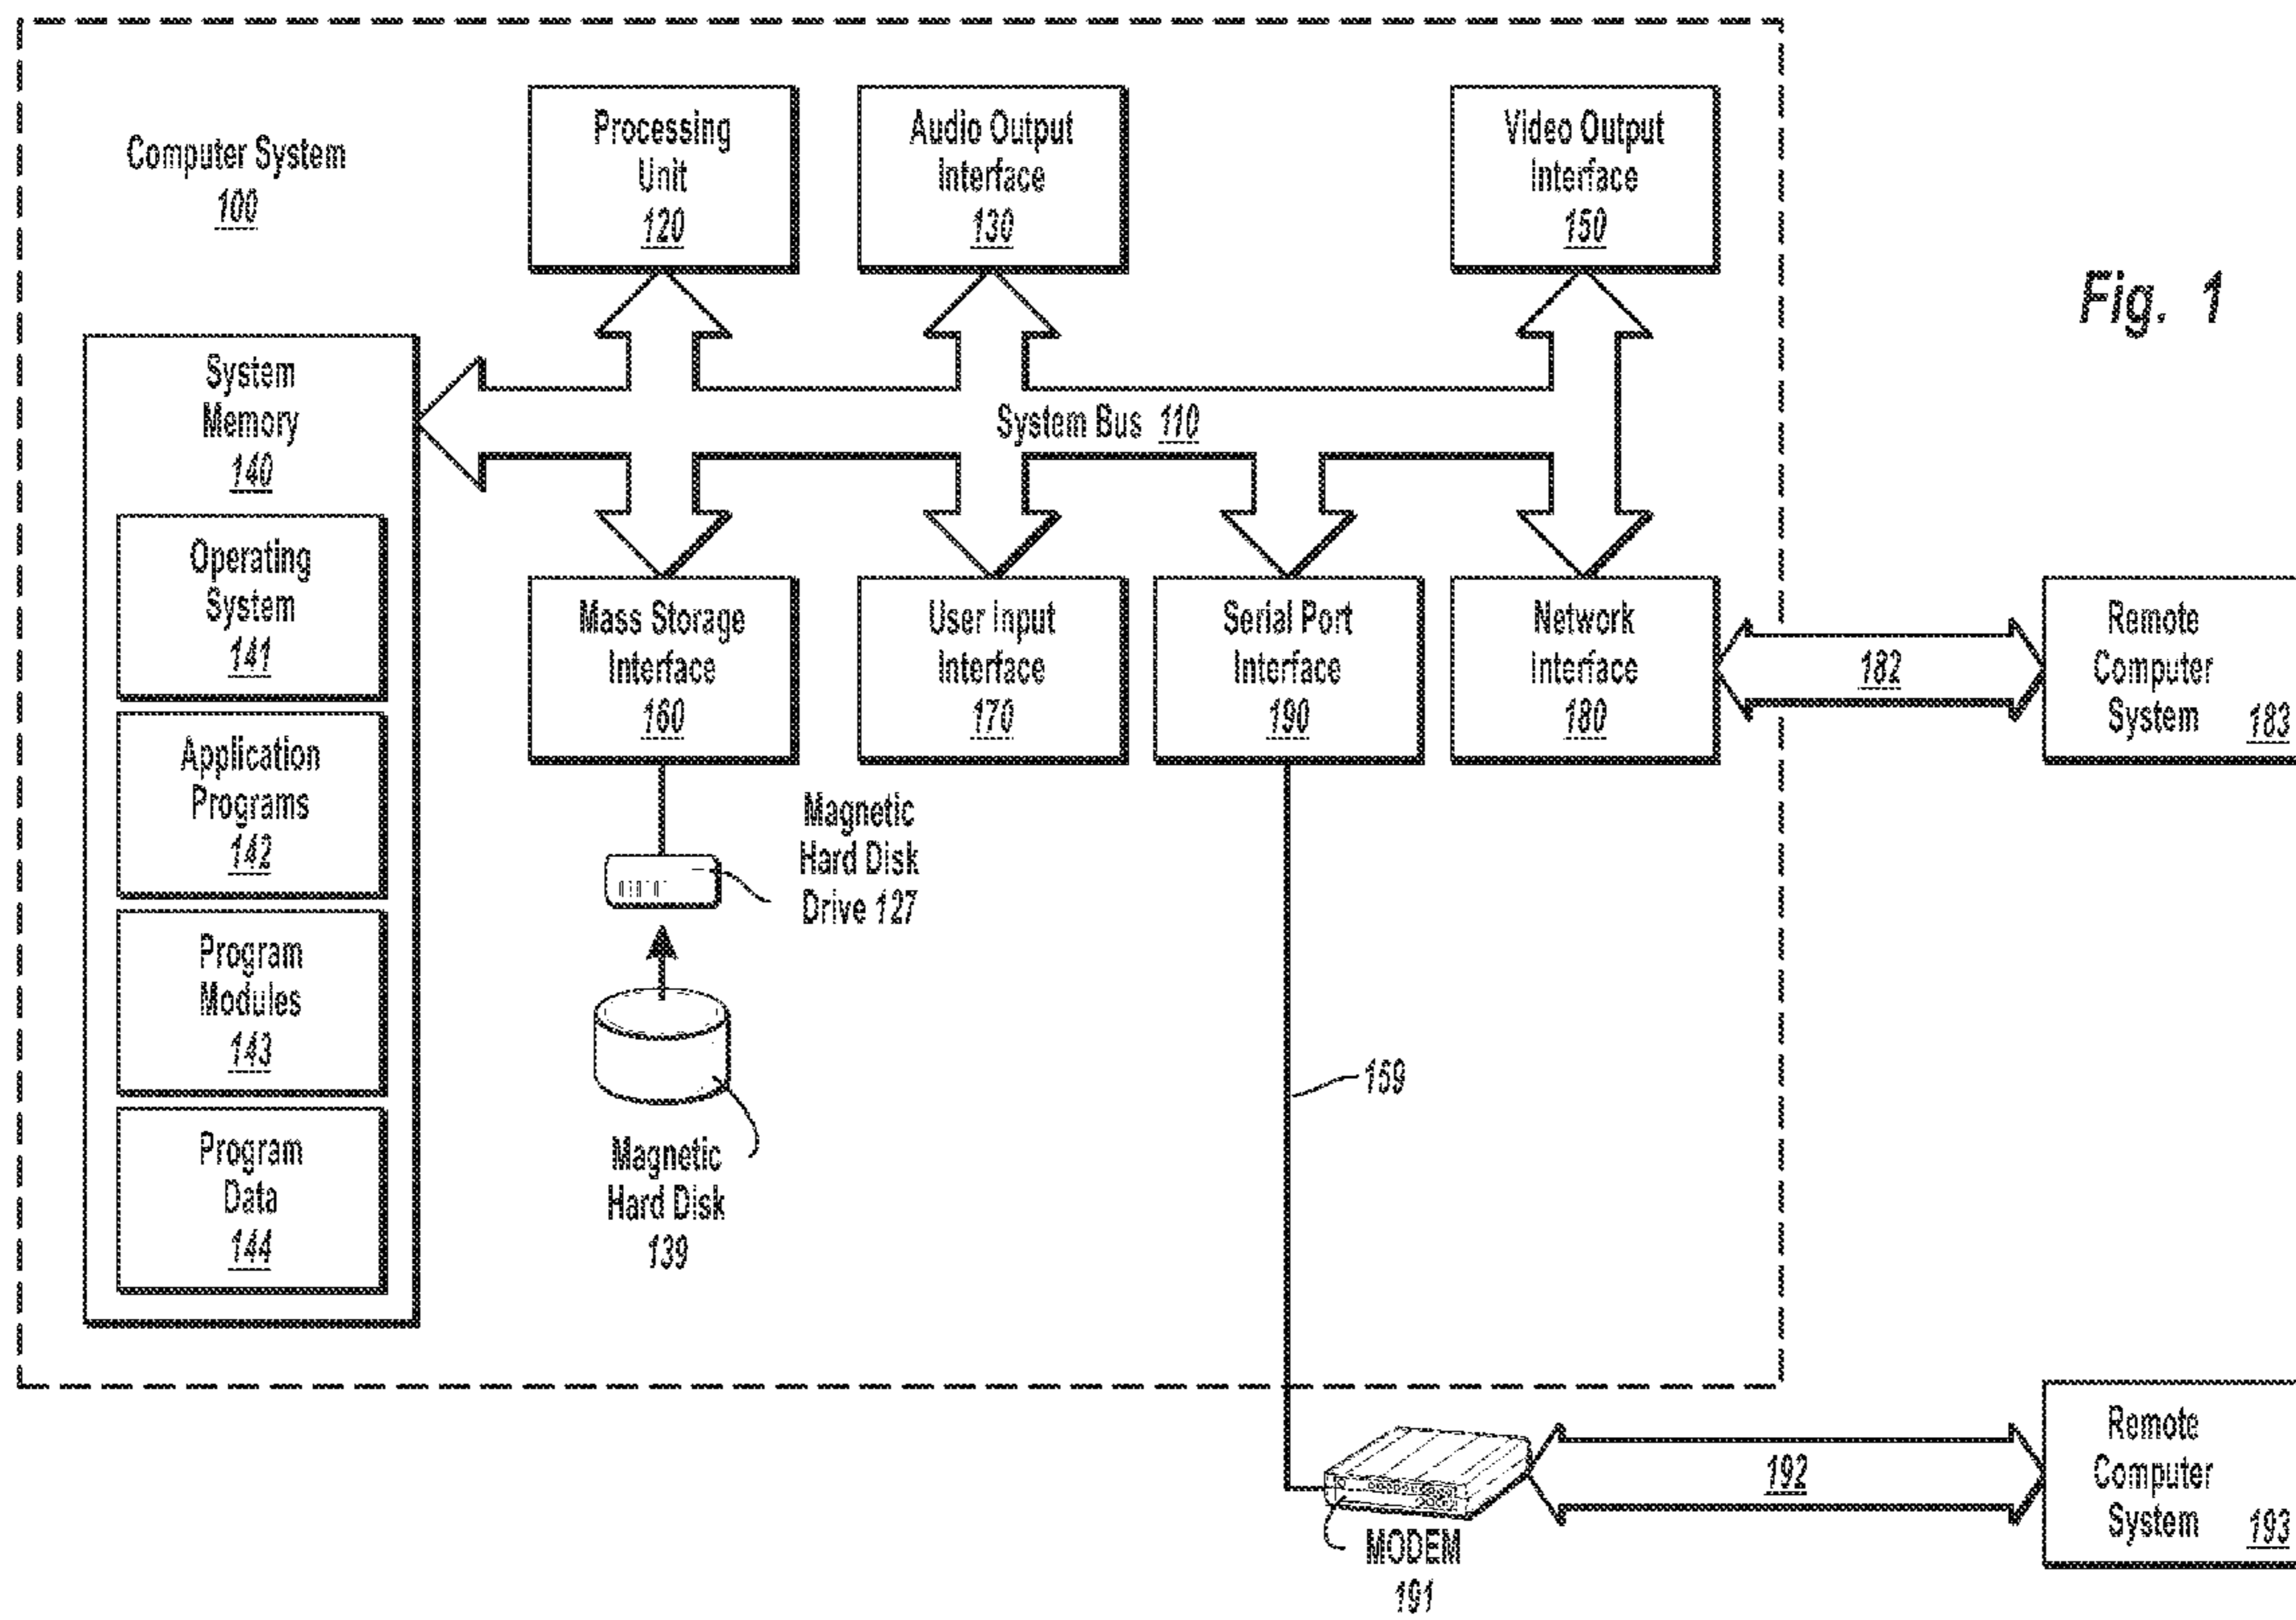 Computer System
100
Processing
Unit
120
Audio Output
Interface
130
Video Output
Interface
150
Fig. 1
System
Memory
140
System Bus 110
Operating
System
141
Application
Programs
142
Program
Modules
143
Program
Data
144
Mass Storage
Interface
160
User Input
Interface
170
Serial Port
Interface
190
Network
Interface
180
182
Remote
Computer
System 183
Magnetic
Hard Disk
Drive 127
Magnetic
Hard Disk
139
159
MODEM
191
192
Remote
Computer
System 193